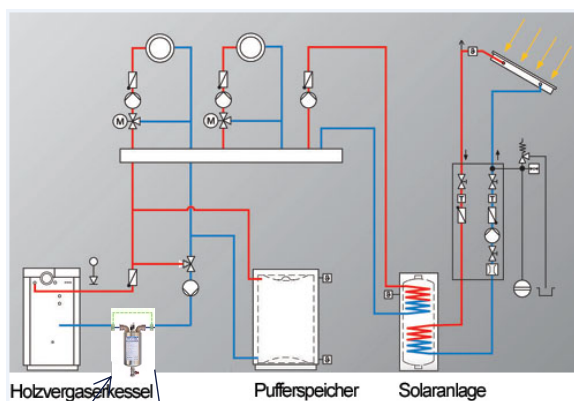 M
M
T
T
Holzvergaserkessel
Pufferspeicher
Solaranlage